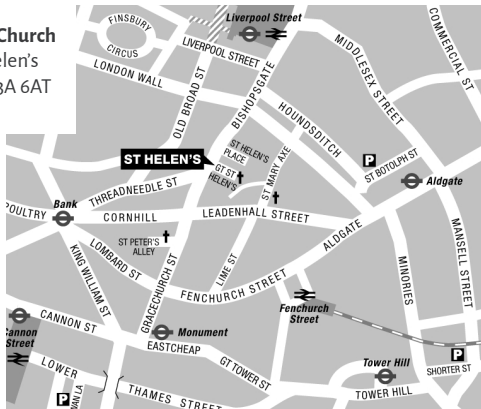 Church
elen's
3A 6AT
FINSBURY
CIRCUS
Liverpool Street
LIVERPOOL STREET
LONDON WALL
OLD BROAD ST
BISHOPSGATE
MIDDLESEX STREET
COMMERCIAL ST
HOUNDSDITCH
ST HELEN'S
PLACE
ST HELEN'S
GT ST
HELEN'S
ST MARY AXE
P
ST BOTOLPH ST
Aldgate
THREADNEEDLE ST
Bank
POULTRY
CORNHILL
LEADENHALL STREET
ST PETER'S
ALLEY
LOMBARD ST
KING WILLIAM ST
GRACECHURCH ST
LIME ST
FENCHURCH STREET
ALDGATE
MINORIES
MANSELL STREET
Fenchurch
Street
CANNON ST
Cannon
Street
Monument
EASTCHEAP
GT TOWER ST
Tower Hill
TOWER HILL
P
SHORTER ST
LOWER
THAMES STREET
P
WAN LA